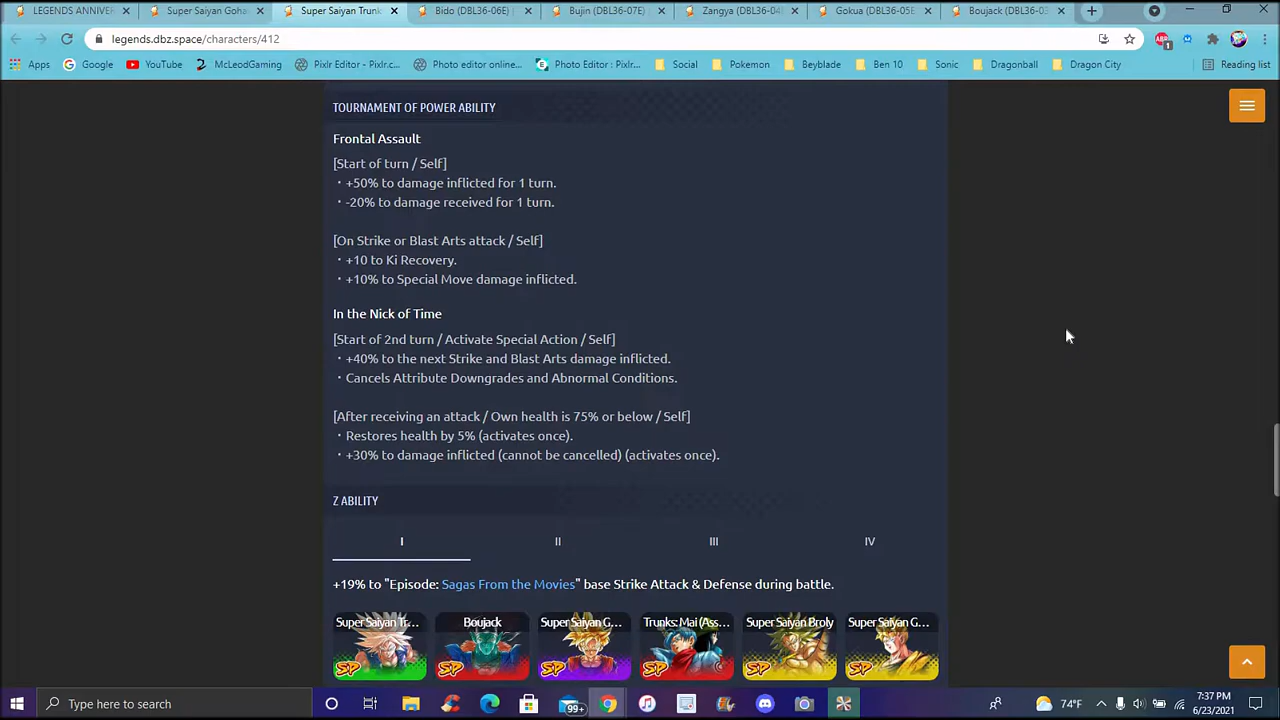 LEGENDS ANNIVER
Super Saiyan Goha
Super Saiyan Trunk
Bido (DBL36-06E)
Bujin (DBL36-07E)
Zangya (DBL36-04
Gokua (DBL36-05E
Boujack (DBL36-03
legends.dbz.space/characters/412
Apps
Google
YouTube
McLeodGaming
Pixlr Editor - Pixlr.c...
Photo editor online...
Photo Editor : Pixlr...
Social
Pokemon
Beyblade
Ben 10
Sonic
Dragonball
Dragon City
Reading list
TOURNAMENT OF POWER ABILITY
Frontal Assault
[Start of turn / Self]
・+50% to damage inflicted for 1 turn.
・-20% to damage received for 1 turn.
[On Strike or Blast Arts attack / Self]
・+10 to Ki Recovery.
・+10% to Special Move damage inflicted.
In the Nick of Time
[Start of 2nd turn / Activate Special Action / Self]
・+40% to the next Strike and Blast Arts damage inflicted.
・Cancels Attribute Downgrades and Abnormal Conditions.
[After receiving an attack / Own health is 75% or below / Self]
・Restores health by 5% (activates once).
・+30% to damage inflicted (cannot be cancelled) (activates once).
Z ABILITY
I II III IV
+19% to "Episode: Sagas From the Movies" base Strike Attack & Defense during battle.
Super Saiyan Tr...
Boujack
Super Saiyan G...
Trunks: Mai (Ass...
Super Saiyan Broly
Super Saiyan G...
SP SP SP SP SP SP
Type here to search
99+
74°F
7:37 PM
6/23/2021